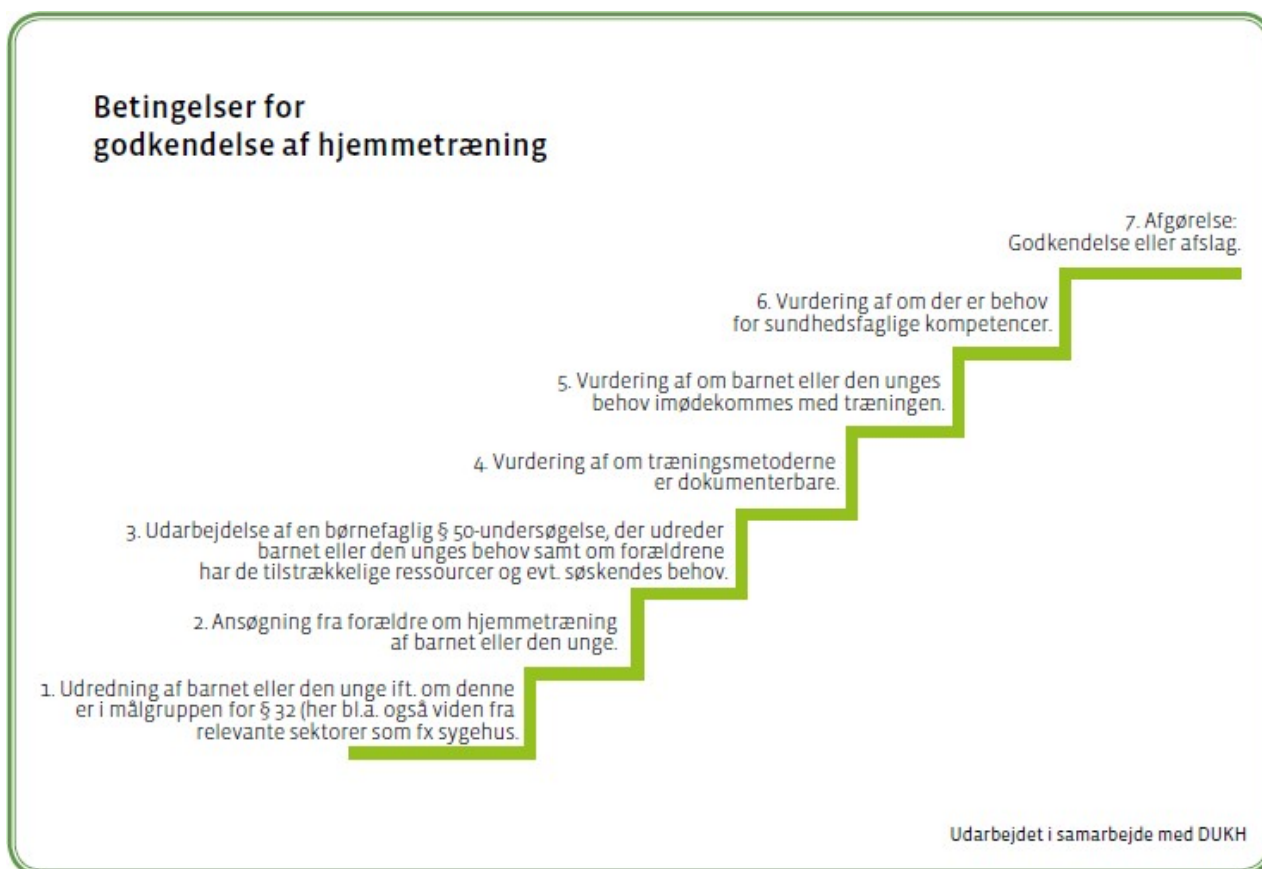 Betingelser for
godkendelse af hjemmetræning
7. Afgørelse:
Godkendelse eller afslag.
6. Vurdering af om der er behov
for sundhedsfaglige kompetencer.
5. Vurdering af om barnet eller den unges
behov imødekommes med træningen.
4. Vurdering af om træningsmetoderne
er dokumenterbare.
3. Udarbejdelse af en børnefaglig § 50-undersøgelse, der udreder
barnet eller den unges behov samt om forældrene
har de tilstrækkelige ressourcer og evt. søskendes behov.
2. Ansøgning fra forældre om hjemmetræning
af barnet eller den unge.
1. Udredning af barnet eller den unge ift. om denne
er i målgruppen for § 32 (her bl.a. også viden fra
relevante sektorer som fx sygehus.
Udarbejdet i samarbejde med DUKH